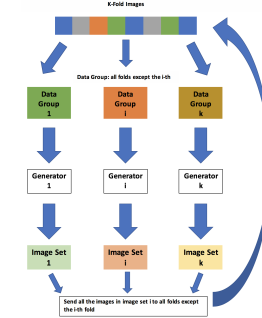 K-Fold Images
Data Group: all folds except the i-th
Data Group 1
Data Group i
Data Group k
Generator 1
Generator i
Generator k
Image Set 1
Image Set i
Image Set k
Send all the images in image set i to all folds except
the i-th fold